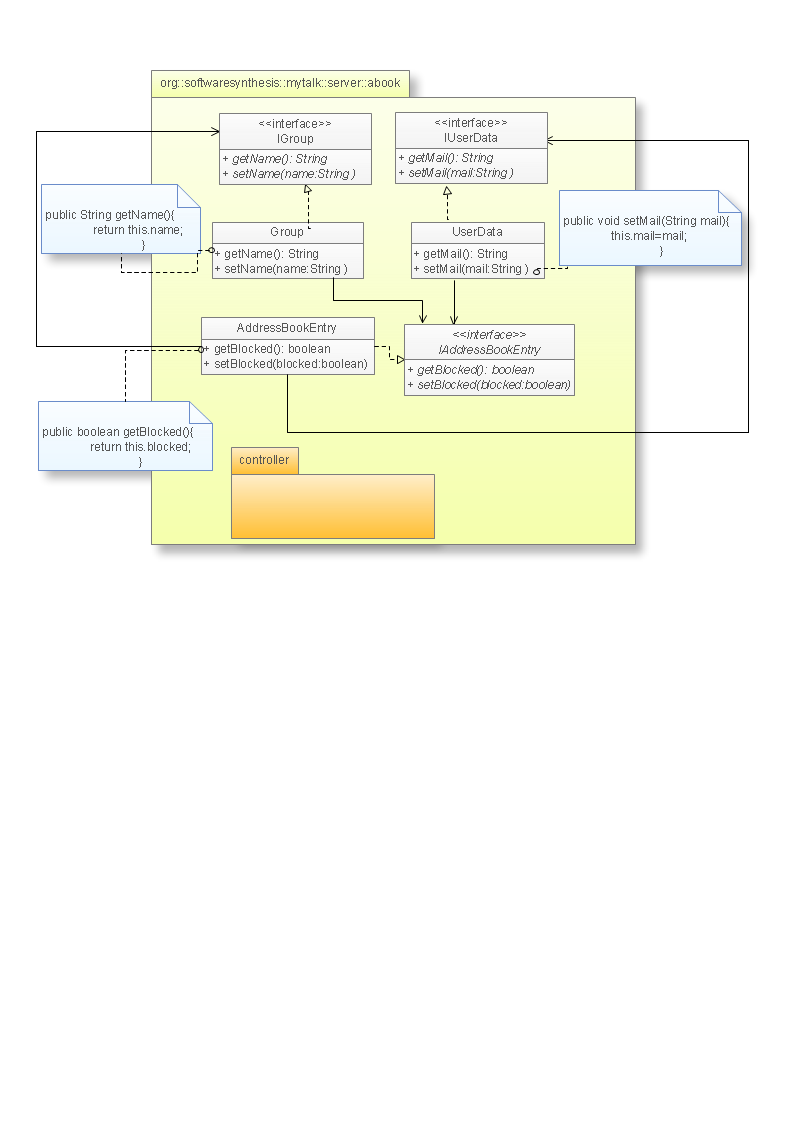 org::softwaresynthesis::mytalk::server::abook
<<interface>>
IGroup
+ getName(): String
+ setName(name:String )
<<interface>>
IUserData
+ getMail(): String
+ setMail(mail:String )
public String getName(){
return this.name;
}
Group
+ getName(): String
+ setName(name:String )
UserData
+ getMail(): String
+ setMail(mail:String )
public void setMail(String mail){
this.mail=mail;
}
AddressBookEntry
+ getBlocked(): boolean
+ setBlocked(blocked:boolean)
<<interface>>
IAddressBookEntry
+ getBlocked(): boolean
+ setBlocked(blocked:boolean)
public boolean getBlocked(){
return this.blocked;
}
controller